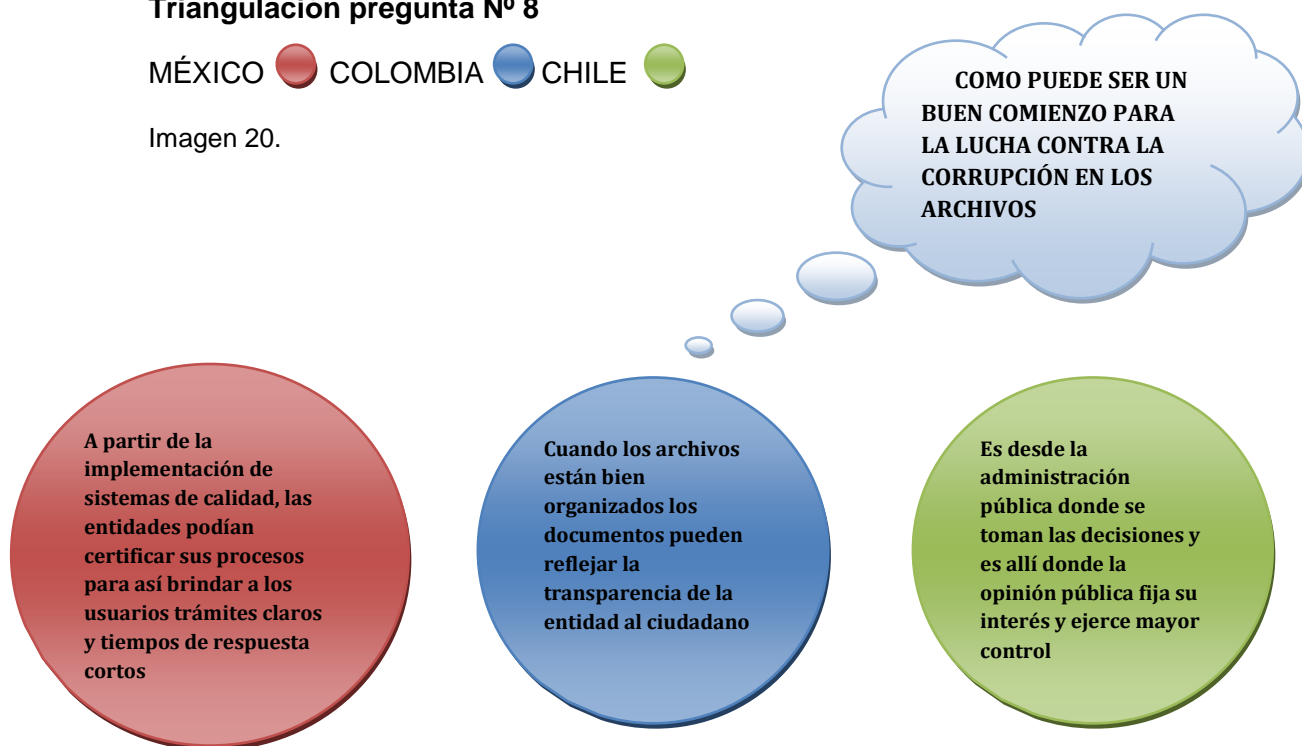 Triangulación pregunta Nº 8
MÉXICO COLOMBIA CHILE
Imagen 20.
COMO PUEDE SER UN
BUEN COMIENZO PARA
LA LUCHA CONTRA LA
CORRUPCIÓN EN LOS
ARCHIVOS
A partir de la
implementación de
sistemas de calidad, las
entidades podían
certificar sus procesos
para así brindar a los
usuarios trámites claros
y tiempos de respuesta
cortos
Cuando los archivos
están bien
organizados los
documentos pueden
reflejar la
transparencia de la
entidad al ciudadano
Es desde la
administración
pública donde se
toman las decisiones y
es allí donde la
opinión pública fija su
interés y ejerce mayor
control